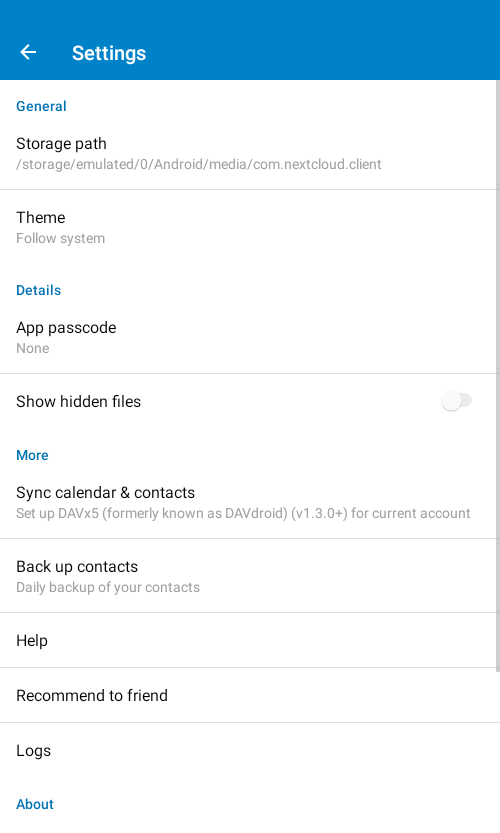 Settings
General
Storage path
/storage/emulated/0/Android/media/com.nextcloud.client
Theme
Follow system
Details
App passcode
None
Show hidden files
More
Sync calendar & contacts
Set up DAVx5 (formerly known as DAVdroid) (v1.3.0+) for current account
Back up contacts
Daily backup of your contacts
Help
Recommend to friend
Logs
About